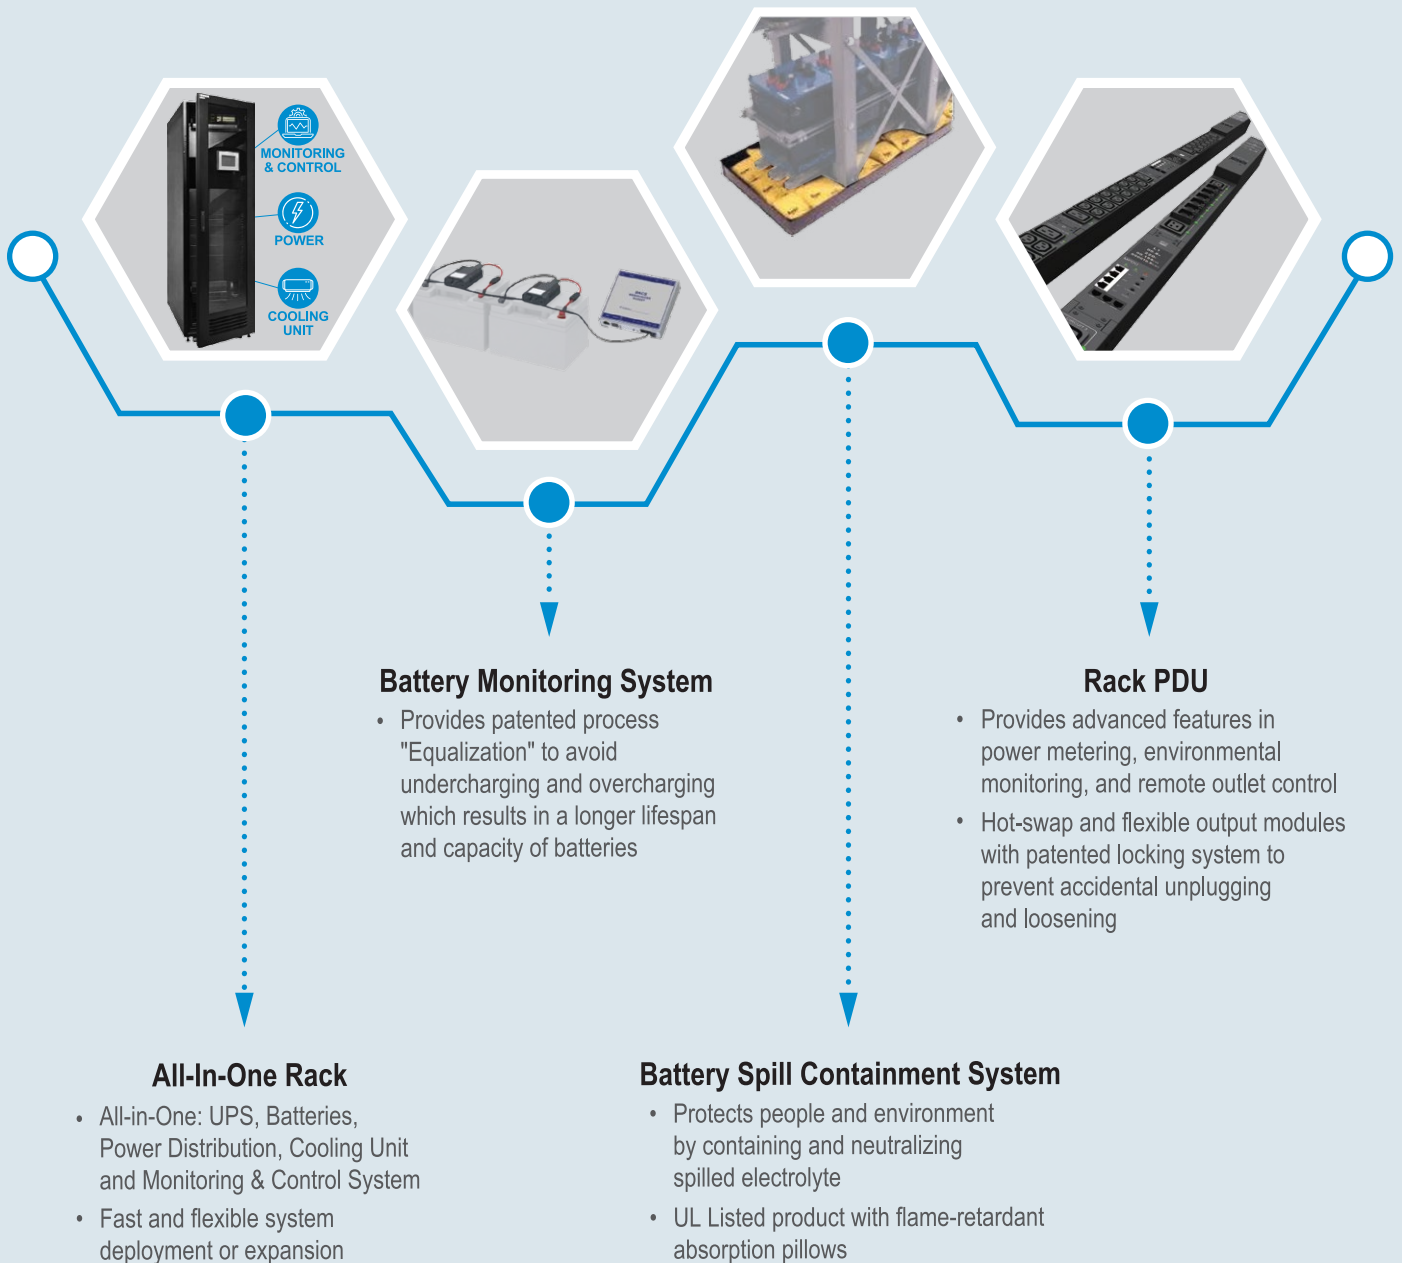 MONITORING
& CONTROL
POWER
COOLING
UNIT
Battery Monitoring System
• Provides patented process
"Equalization" to avoid
undercharging and overcharging
which results in a longer lifespan
and capacity of batteries
Rack PDU
• Provides advanced features in
power metering, environmental
monitoring, and remote outlet control
• Hot-swap and flexible output modules
with patented locking system to
prevent accidental unplugging
and loosening
All-In-One Rack
• All-in-One: UPS, Batteries,
Power Distribution, Cooling Unit
and Monitoring & Control System
• Fast and flexible system
deployment or expansion
Battery Spill Containment System
• Protects people and environment
by containing and neutralizing
spilled electrolyte
• UL Listed product with flame-retardant
absorption pillows